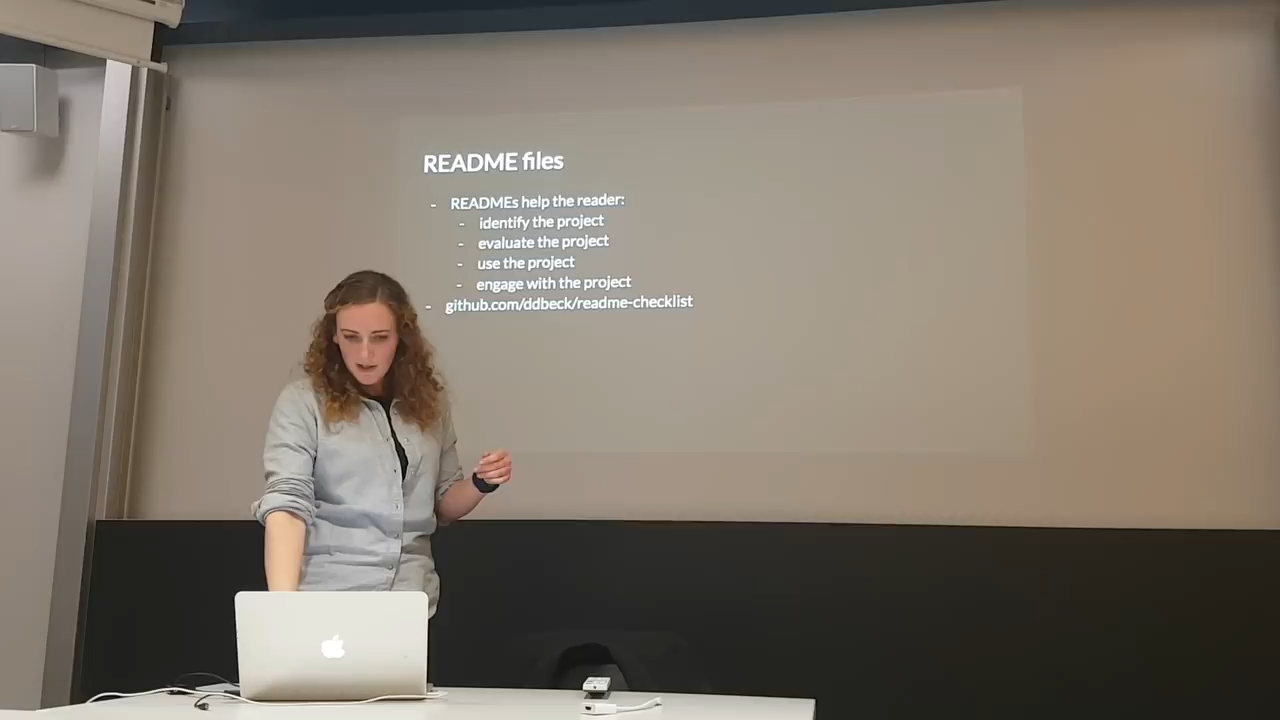 README files
- READMEs help the reader:
- identify the project
- evaluate the project
- use the project
- engage with the project
- github.com/ddbeck/readme-checklist